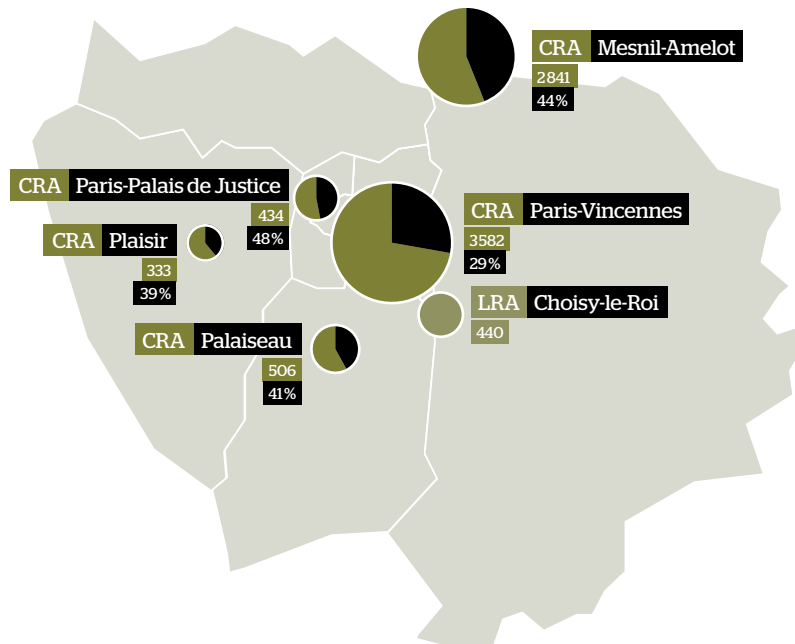 CRA Mesnil-Amelot
2841
44%
CRA Paris-Palais de Justice
434
48%
CRA Paris-Vincennes
3582
29%
CRA Plaisir
333
39%
LRA Choisy-le-Roi
440
CRA Palaiseau
506
41%